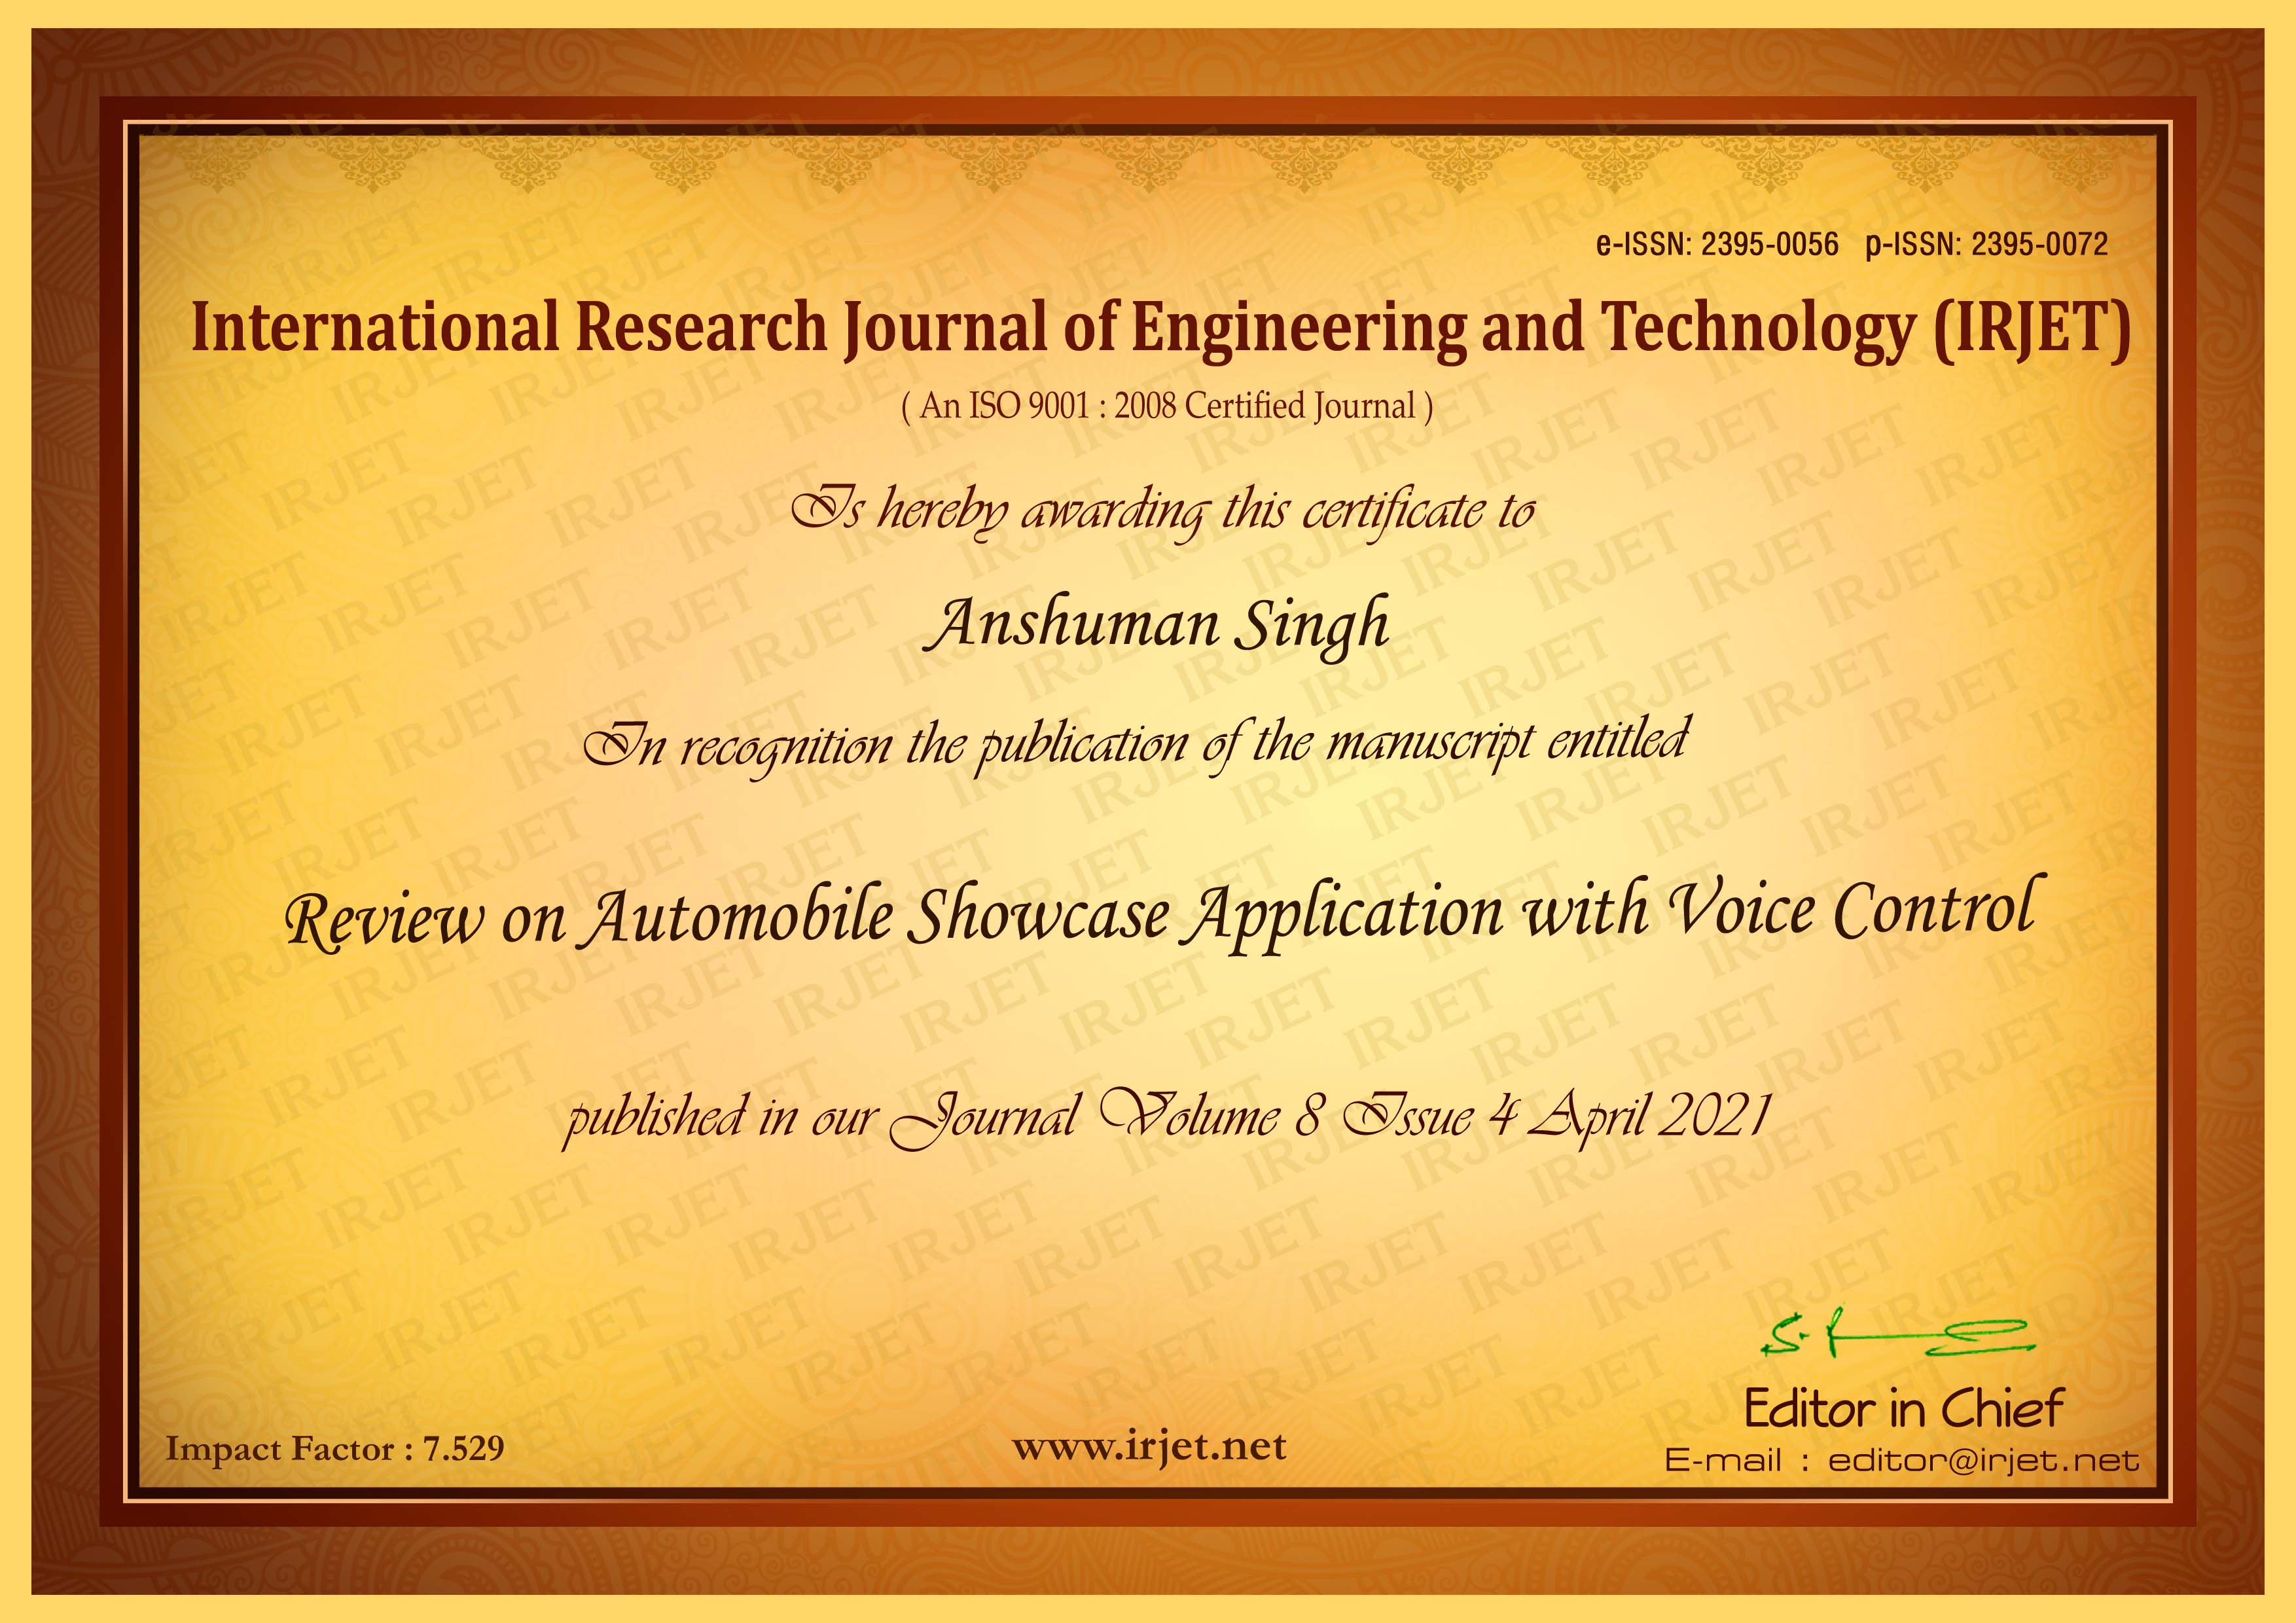 e-ISSN: 2395-0056 p-ISSN: 2395-0072
International Research Journal of Engineering and Technology (IRJET)
( An ISO 9001 : 2008 Certified Journal )
Is hereby awarding this certificate to
Anshuman Singh
In recognition the publication of the manuscript entitled
Review on Automobile Showcase Application with Voice Control
published in our Journal Volume 8 Issue 4 April 2021
Editor in Chief
Impact Factor : 7.529
www.irjet.net
E-mail : editor@irjet.net